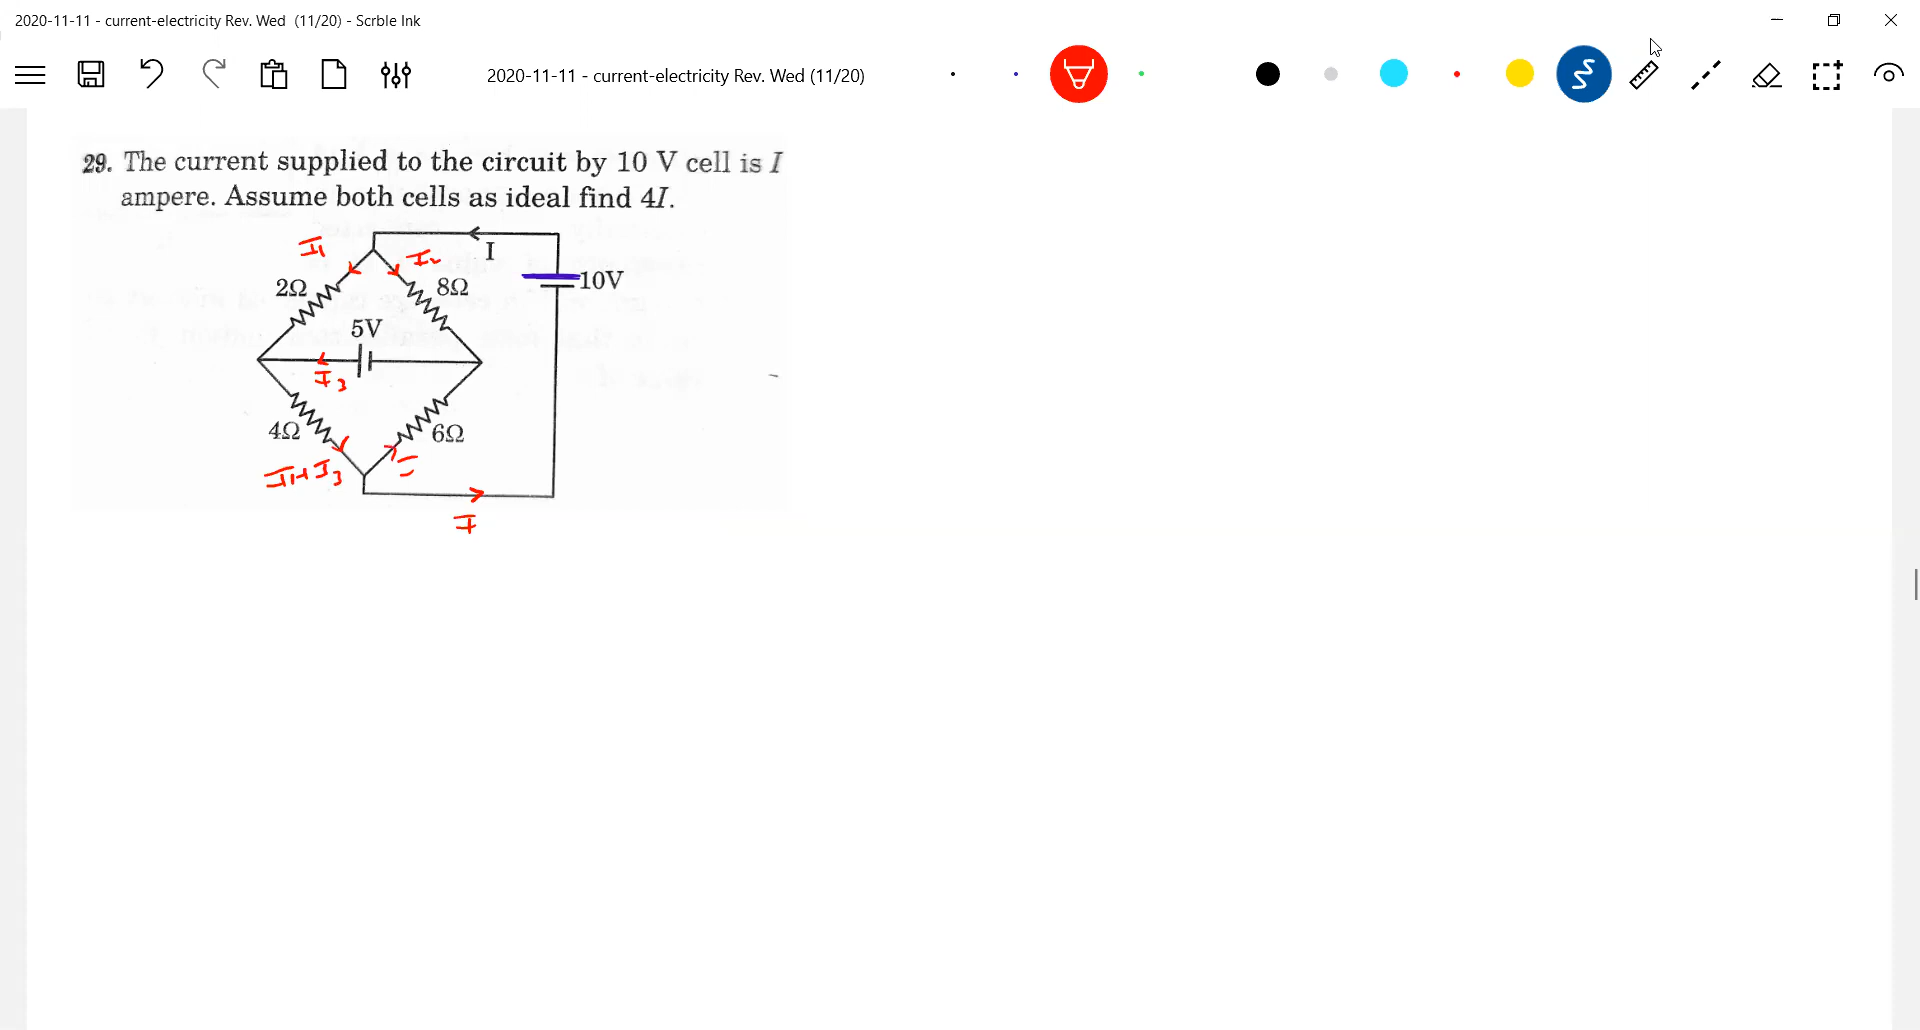 2020-11-11 - current-electricity Rev. Wed (11/20) - Scrble Ink
2020-11-11 - current-electricity Rev. Wed (11/20)
29. The current supplied to the circuit by 10 V cell is I
ampere. Assume both cells as ideal find 4I.
I1
I2
I
2Ω
8Ω
10V
5V
I3
4Ω
6Ω
I1+I3
I